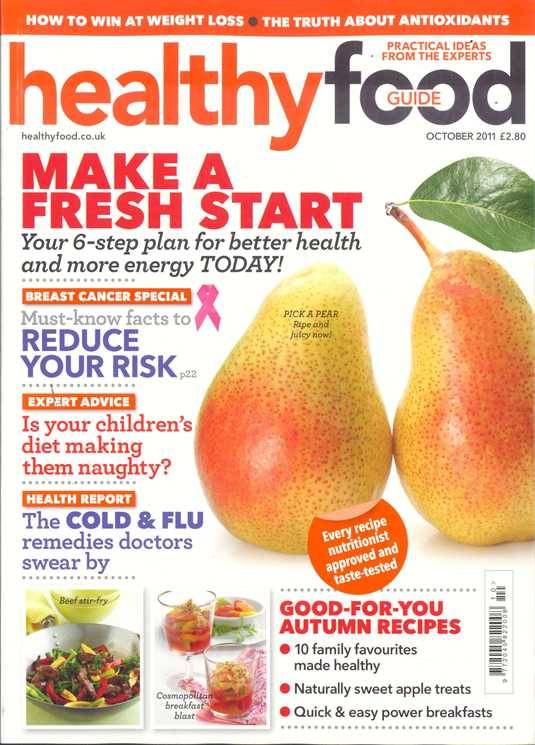 HOW TO WIN AT WEIGHT LOSS ● THE TRUTH ABOUT ANTIOXIDANTS
PRACTICAL IDEAS
FROM THE EXPERTS
healthyfood
GUIDE
healthyfood.co.uk
OCTOBER 2011 £2.80
MAKE A
FRESH START
Your 6-step plan for better health
and more energy TODAY!
BREAST CANCER SPECIAL
Must-know facts to
REDUCE
YOUR RISK p22
PICK A PEAR
Ripe and
juicy now!
EXPERT ADVICE
Is your children's
diet making
them naughty?
HEALTH REPORT
The COLD & FLU
remedies doctors
swear by
Every recipe
nutritionist
approved and
taste-tested
Beef stir-fry
Cosmopolitan
breakfast
blast
GOOD-FOR-YOU
AUTUMN RECIPES
● 10 family favourites
made healthy
● Naturally sweet apple treats
● Quick & easy power breakfasts